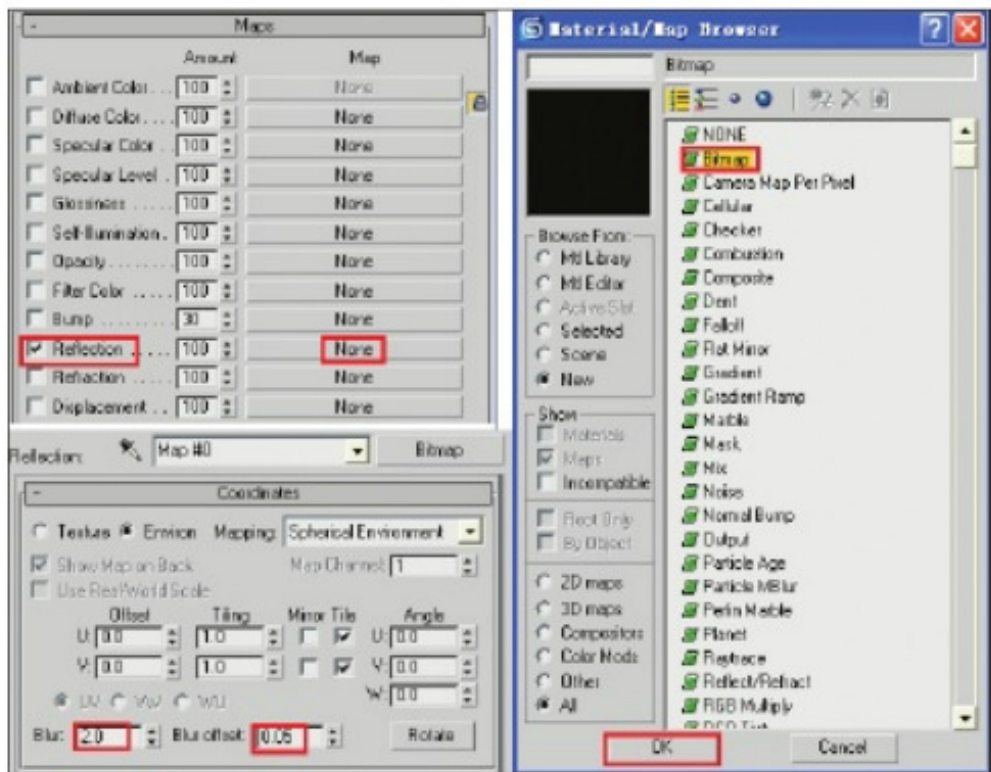 Maps
Amount Map
Ambient Color . . . 100 None
Diffuse Color . . . . 100 None
Specular Color . . 100 None
Specular Level . 100 None
Glossiness . . . . . 100 None
Self-Illumination . 100 None
Opacity . . . . . . . . 100 None
Filter Color . . . . . 100 None
Bump . . . . . . . . . 30 None
Reflection . . . . . 100 None
Refraction . . . . . 100 None
Displacement . . 100 None
Reflection: Map #0 Bitmap
Coordinates
Texture Environ Mapping: Spherical Environment
Show Map on Back Map Channel: 1
Use Real-World Scale
Offset Tiling Mirror Tile Angle
U: 0.0 1.0 U: 0.0
V: 0.0 1.0 V: 0.0
UV VW WU W: 0.0
Blur: 2.0 Blur offset: 0.05 Rotate
Material/Map Browser
Bitmap
NONE
Bitmap
Camera Map Per Pixel
Cellular
Checker
Combustion
Composite
Dent
Falloff
Flat Mirror
Gradient
Gradient Ramp
Marble
Mask
Mix
Noise
Normal Bump
Output
Particle Age
Particle MBlur
Perlin Marble
Planet
Raytrace
Reflect/Refract
RGB Multiply
Browse From:
Mtl Library
Mtl Editor
Active Slot
Selected
Scene
New
Show
Materials
Maps
Incompatible
Root Only
By Object
2D maps
3D maps
Compositors
Color Mods
Other
All
OK Cancel